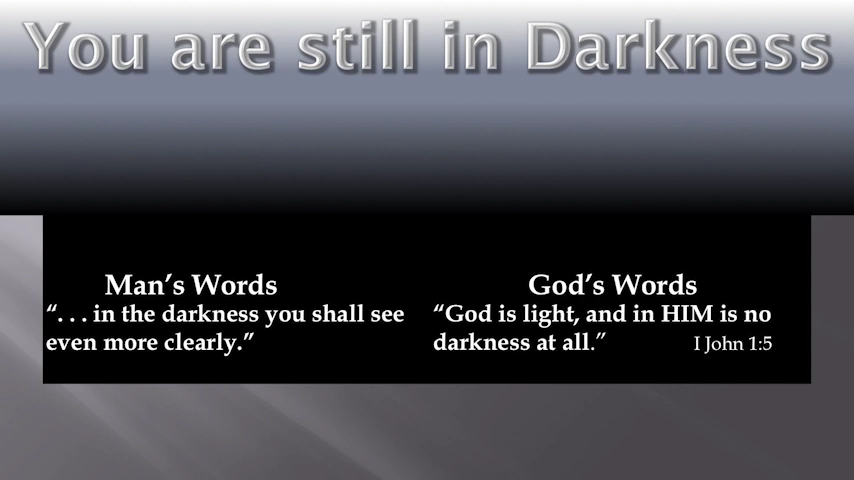 You are still in Darkness
Man’s Words
“. . . in the darkness you shall see
even more clearly.”
God’s Words
“God is light, and in HIM is no
darkness at all.” I John 1:5